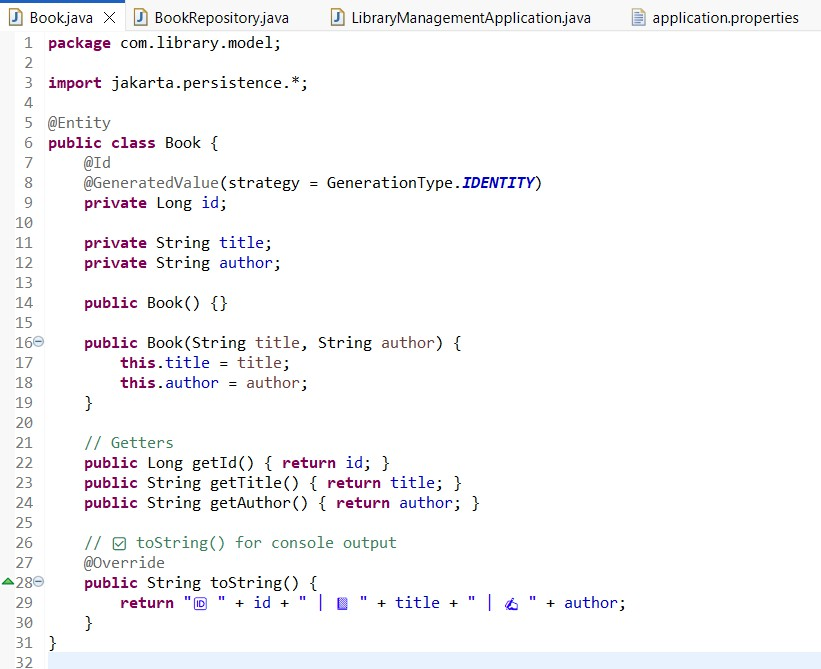 Book.java BookRepository.java LibraryManagementApplication.java application.properties
1 package com.library.model;
2
3 import jakarta.persistence.*;
4
5 @Entity
6 public class Book {
7     @Id
8     @GeneratedValue(strategy = GenerationType.IDENTITY)
9     private Long id;
10
11     private String title;
12     private String author;
13
14     public Book() {}
15
16     public Book(String title, String author) {
17         this.title = title;
18         this.author = author;
19     }
20
21     // Getters
22     public Long getId() { return id; }
23     public String getTitle() { return title; }
24     public String getAuthor() { return author; }
25
26     // ✅ toString() for console output
27     @Override
28     public String toString() {
29         return "🆔 " + id + " | 📓 " + title + " | ✍ " + author;
30     }
31 }
32